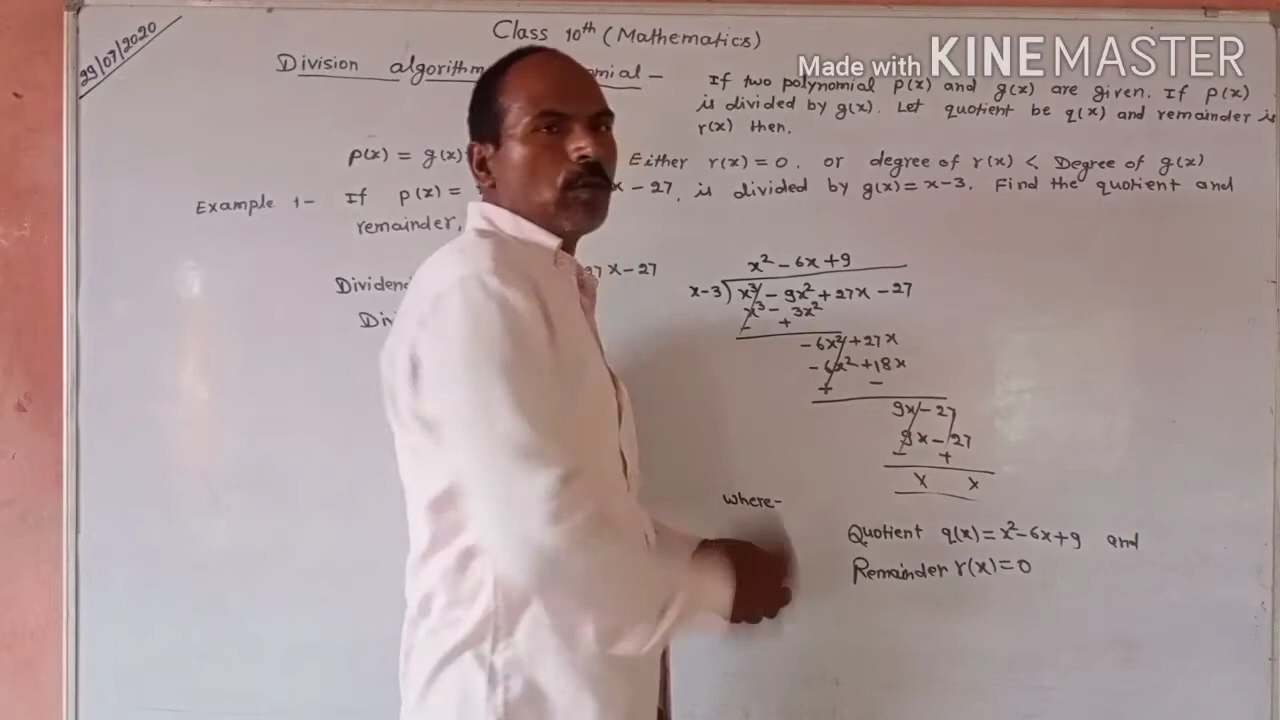 29/07/2020
Class 10th (Mathematics)
Made with KINEMASTER
Division algorithm
If two polynomial p(x) and g(x) are given. If p(x)
is divided by g(x). Let quotient be q(x) and remainder is
r(x) then.
p(x) = g(x) Either r(x) = 0. or degree of r(x) < Degree of g(x)
Example 1- If p(x) = x - 27, is divided by g(x) = x-3. Find the quotient and
remainder.
x² - 6x + 9
x-3) x³ - 9x² + 27x - 27
x³ - 3x²
- +
-6x² + 27x
-6x² + 18x
+ -
9x - 27
9x - 27
- +
x x
27x - 27
where-
Quotient q(x) = x² - 6x + 9 and
Remainder r(x) = 0